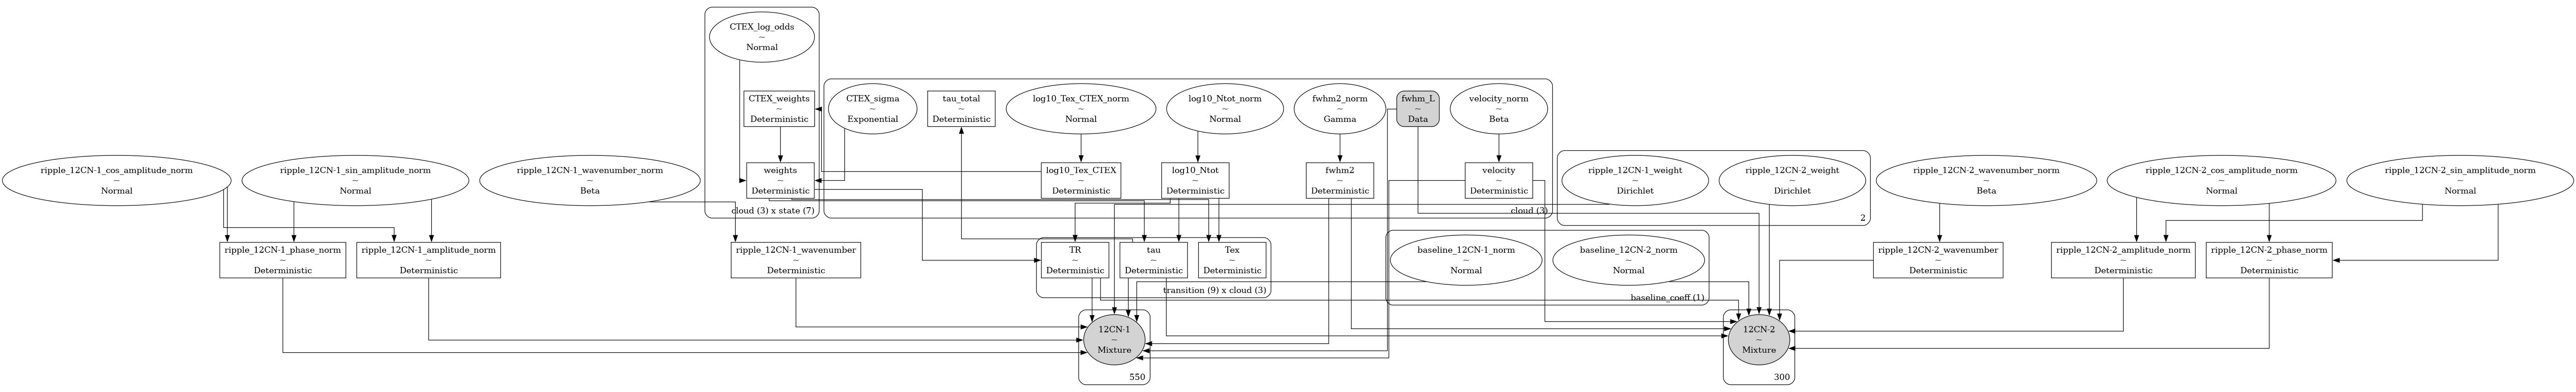 CTEX_log_odds
~
Normal
CTEX_weights
~
Deterministic
CTEX_sigma
~
Exponential
tau_total
~
Deterministic
log10_Tex_CTEX_norm
~
Normal
log10_Ntot_norm
~
Normal
fwhm2_norm
~
Gamma
fwhm_L
~
Data
velocity_norm
~
Beta
ripple_12CN-1_cos_amplitude_norm
~
Normal
ripple_12CN-1_sin_amplitude_norm
~
Normal
ripple_12CN-1_wavenumber_norm
~
Beta
weights
~
Deterministic
log10_Tex_CTEX
~
Deterministic
log10_Ntot
~
Deterministic
fwhm2
~
Deterministic
velocity
~
Deterministic
ripple_12CN-1_weight
~
Dirichlet
ripple_12CN-2_weight
~
Dirichlet
ripple_12CN-2_wavenumber_norm
~
Beta
ripple_12CN-2_cos_amplitude_norm
~
Normal
ripple_12CN-2_sin_amplitude_norm
~
Normal
cloud (3) x state (7)
cloud (3)
2
ripple_12CN-1_phase_norm
~
Deterministic
ripple_12CN-1_amplitude_norm
~
Deterministic
ripple_12CN-1_wavenumber
~
Deterministic
TR
~
Deterministic
tau
~
Deterministic
Tex
~
Deterministic
baseline_12CN-1_norm
~
Normal
baseline_12CN-2_norm
~
Normal
ripple_12CN-2_wavenumber
~
Deterministic
ripple_12CN-2_amplitude_norm
~
Deterministic
ripple_12CN-2_phase_norm
~
Deterministic
transition (9) x cloud (3)
baseline_coeff (1)
12CN-1
~
Mixture
550
12CN-2
~
Mixture
300